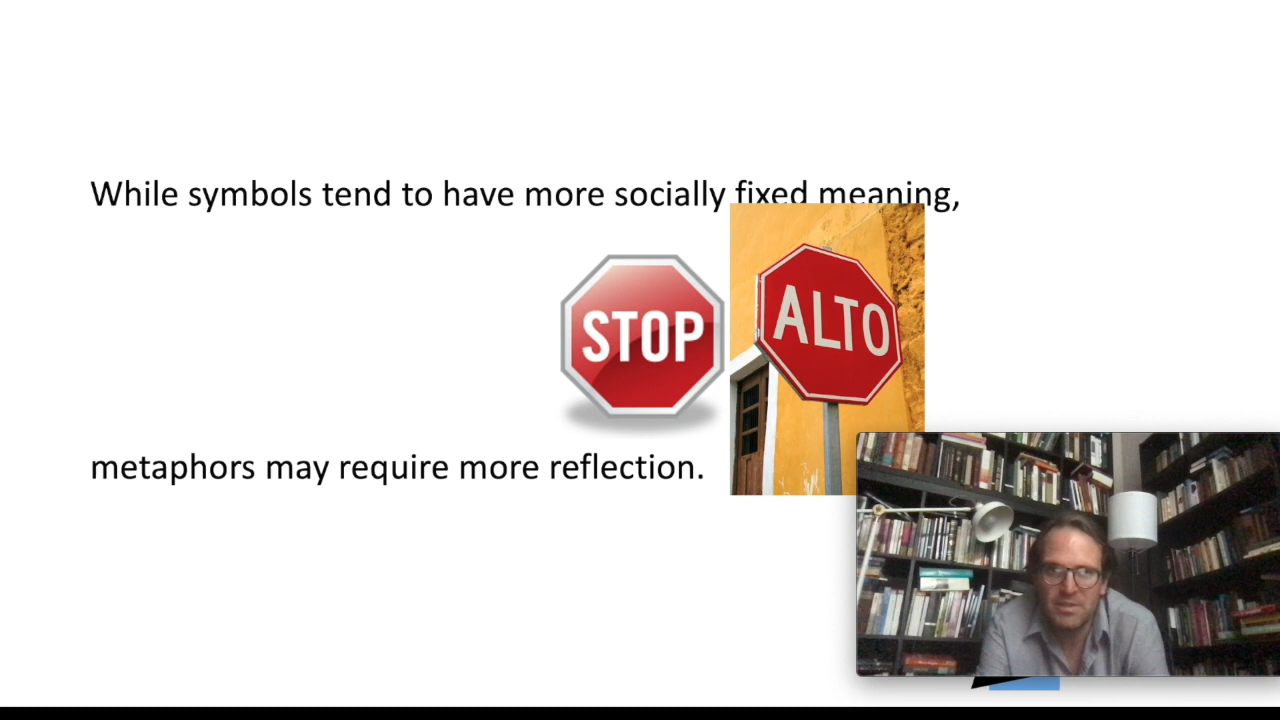 While symbols tend to have more socially fixed meaning,
STOP
ALTO
metaphors may require more reflection.